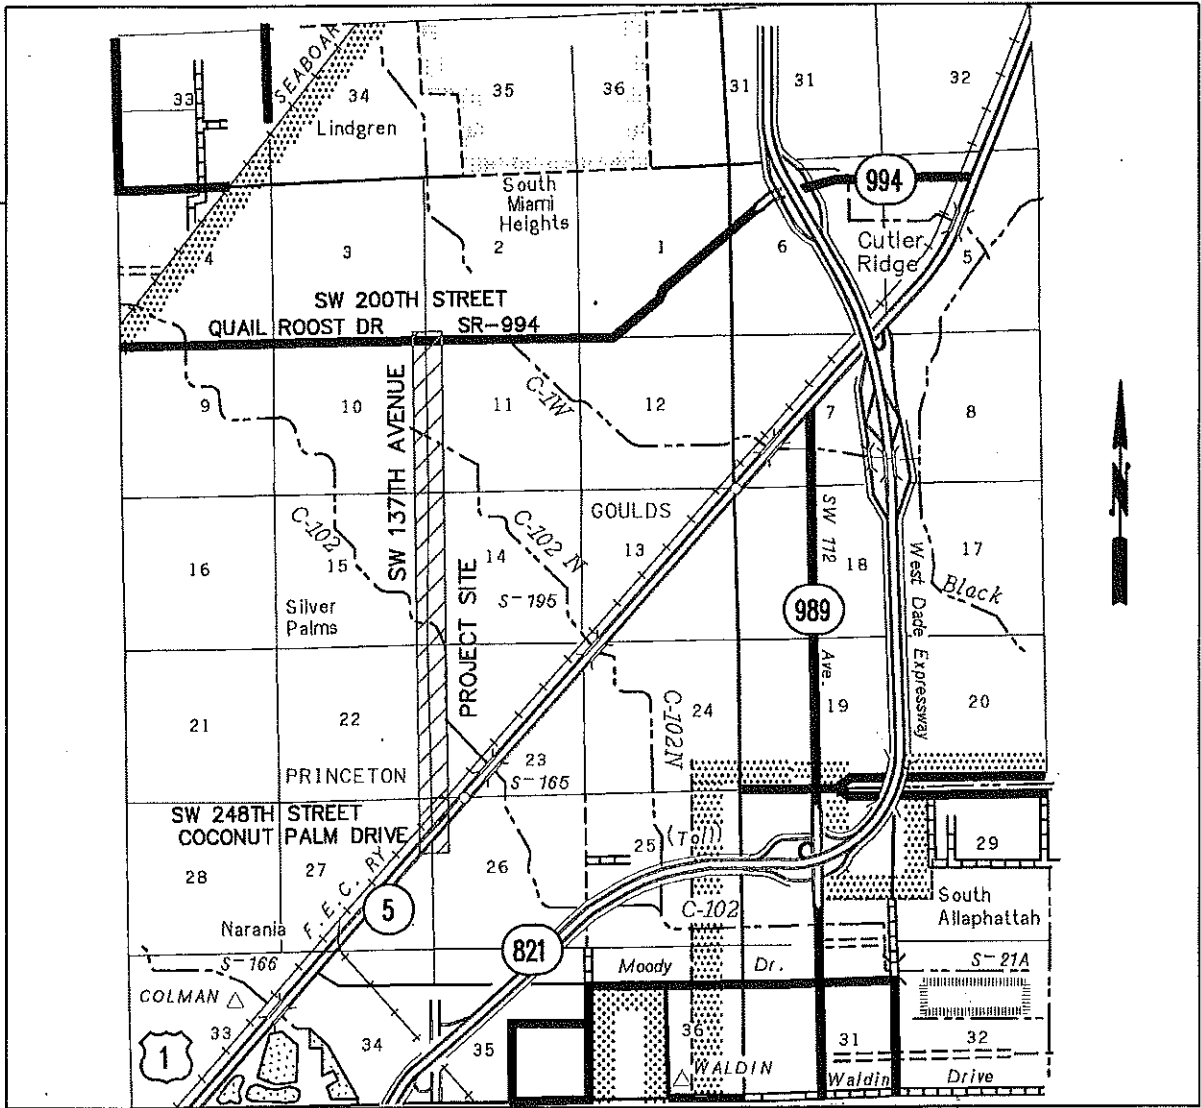 SEABOAR
33
34
35
36
31
31
32
Lindgren
South
Miami
Heights
994
4
3
2
1
6
5
Cutler
Ridge
SW 200TH STREET
QUAIL ROOST DR
SR-994
9
10
11
12
7
8
C-1W
SW 137TH AVENUE
PROJECT SITE
C-102
C-102 N
GOULDS
16
15
14
13
18
17
S-195
Silver
Palms
SW 112
Ave.
989
West Dade Expressway
Black
21
22
23
24
19
20
C-102N
PRINCETON
S-165
SW 248TH STREET
COCONUT PALM DRIVE
28
27
26
25
(Toll)
29
F.E.C. RY
5
C-102
South
Allaphattah
Narania
S-166
821
Moody
Dr.
S-21A
COLMAN
33
34
35
36
31
32
1
WALDIN
Waldin
Drive
N